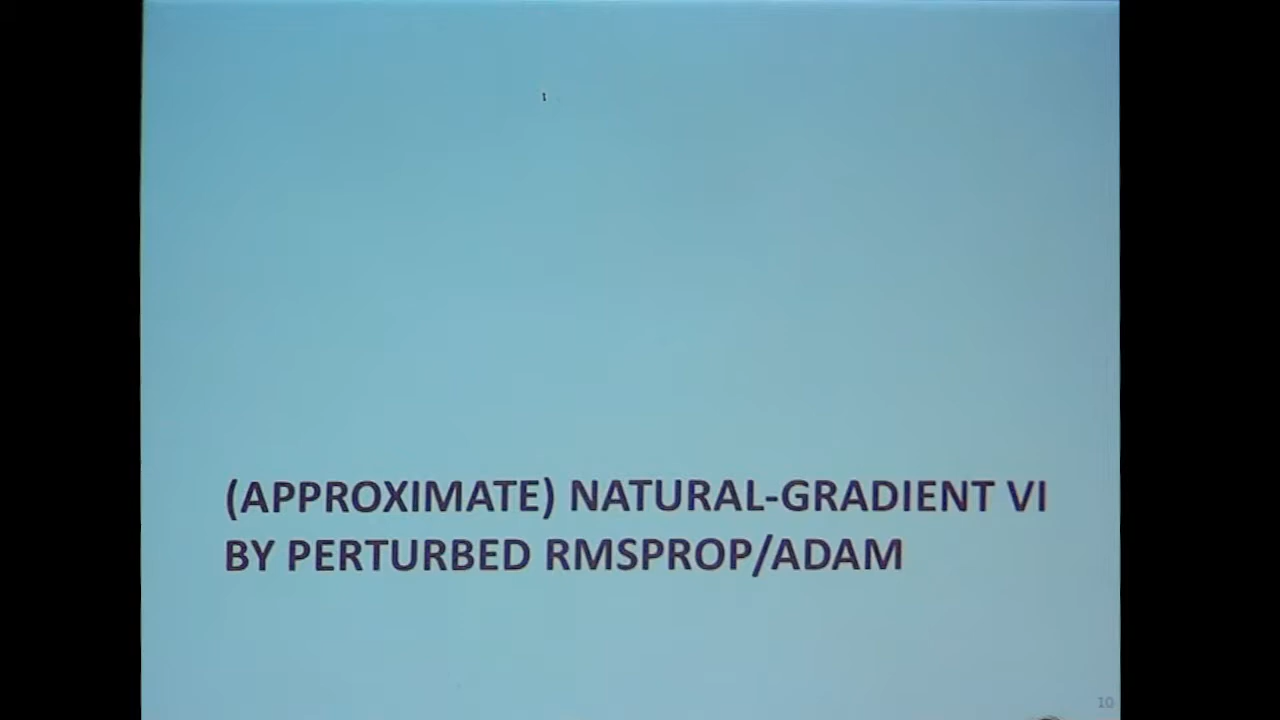 (APPROXIMATE) NATURAL-GRADIENT VI
BY PERTURBED RMSPROP/ADAM
10